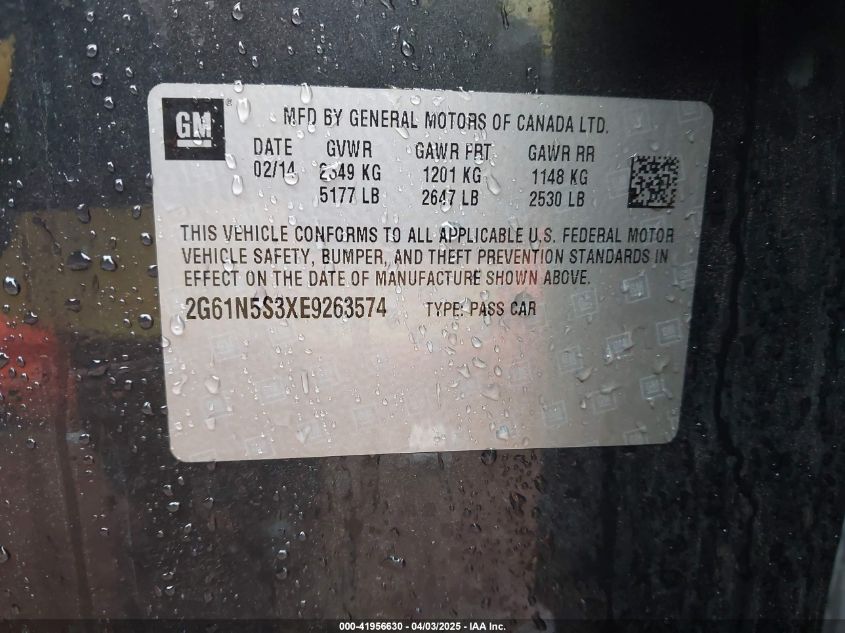 GM ®
MFD BY GENERAL MOTORS OF CANADA LTD.
DATE GVWR GAWR FRT GAWR RR
02/14 2349 KG 1201 KG 1148 KG
5177 LB 2647 LB 2530 LB
THIS VEHICLE CONFORMS TO ALL APPLICABLE U.S. FEDERAL MOTOR
VEHICLE SAFETY, BUMPER, AND THEFT PREVENTION STANDARDS IN
EFFECT ON THE DATE OF MANUFACTURE SHOWN ABOVE.
2G61N5S3XE9263574 TYPE: PASS CAR
000-41956630 - 04/03/2025 - IAA Inc.